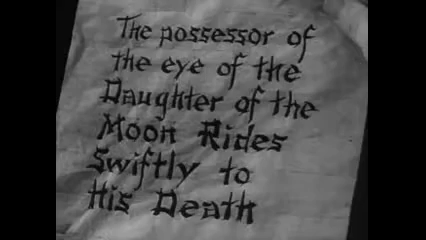 The possessor of
the eye of the
Daughter of the
Moon Rides
Swiftly to
His Death